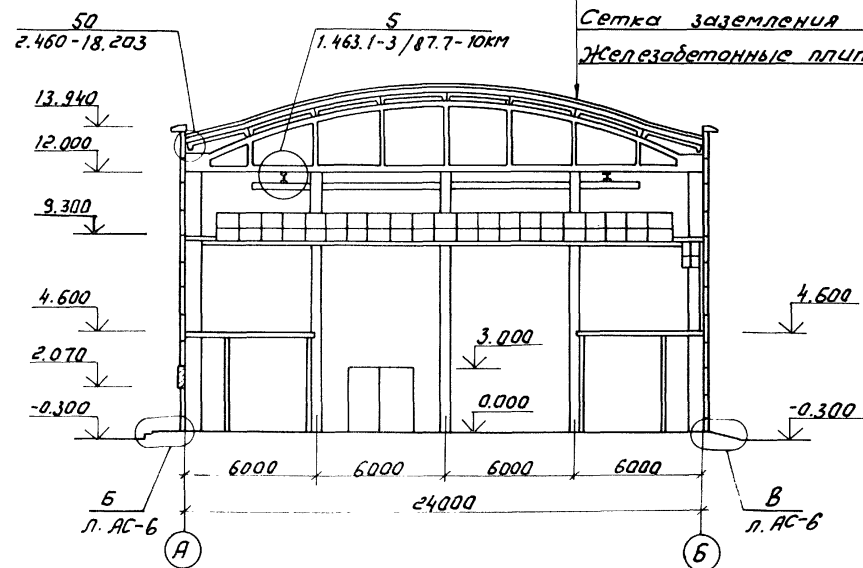 50
2.460-18.2 03
5
1.463.1-3/87.7-10КМ
Сетка заземления
Железобетонные
13.940
12.000
9.300
4.600
2.070
-0.300
3.000
0.000
4.600
-0.300
6000 6000 6000 6000
24000
Б
л. АС-6
В
л. АС-6
А
Б